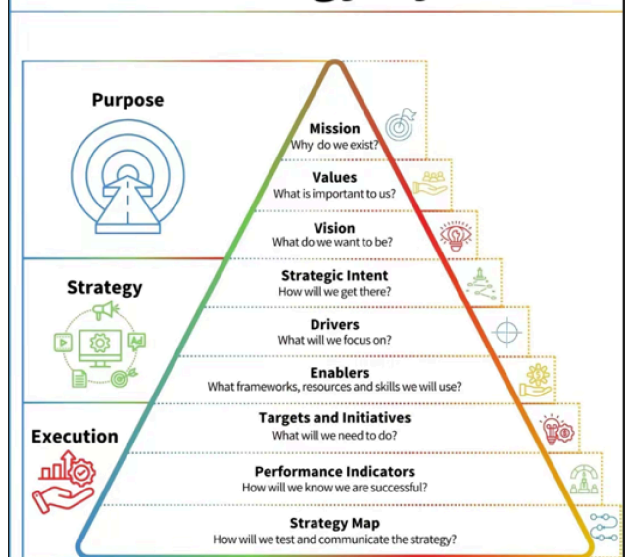 Purpose
Mission
Why do we exist?
Values
What is important to us?
Vision
What do we want to be?
Strategy
Strategic Intent
How will we get there?
Drivers
What will we focus on?
Enablers
What frameworks, resources and skills we will use?
Ad
Execution
Targets and Initiatives
What will we need to do?
Performance Indicators
How will we know we are successful?
Strategy Map
How will we test and communicate the strategy?